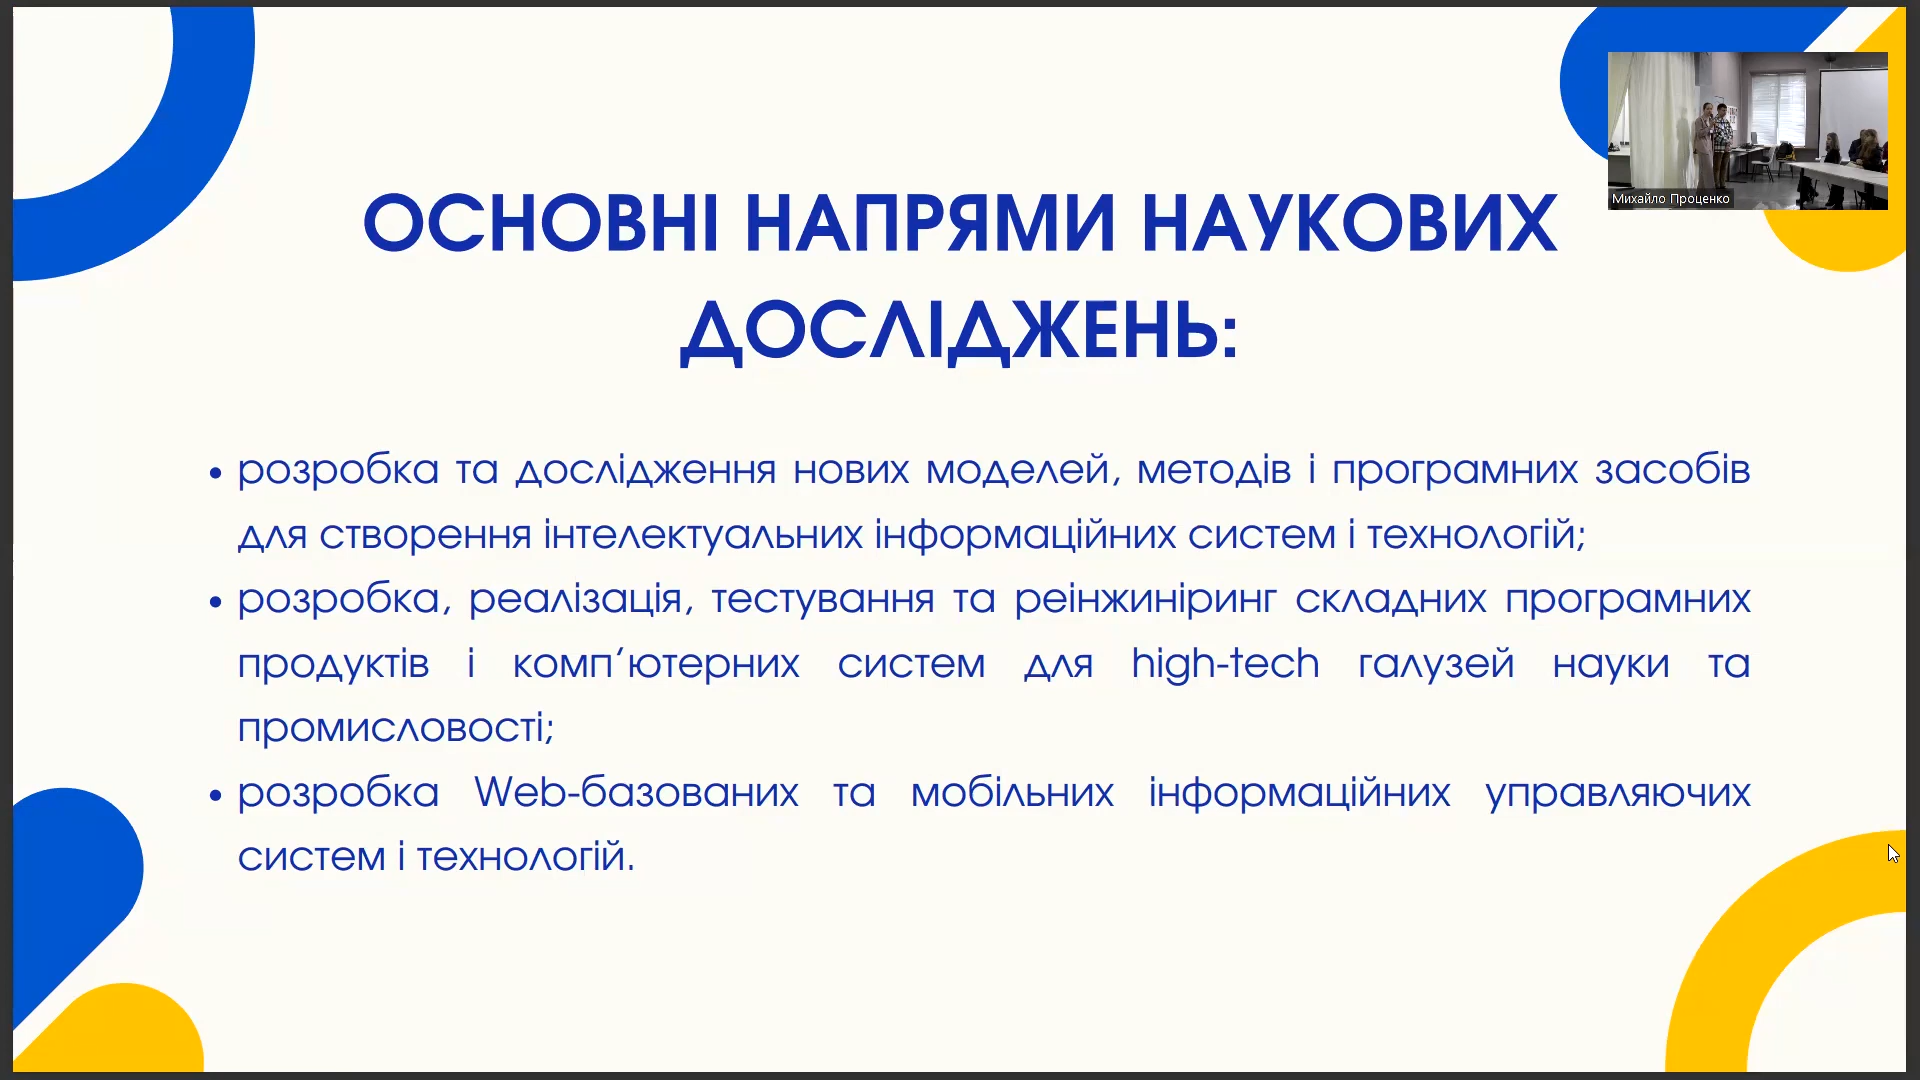 Михайло Проценко
ОСНОВНІ НАПРЯМИ НАУКОВИХ
ДОСЛІДЖЕНЬ:
• розробка та дослідження нових моделей, методів і програмних засобів
для створення інтелектуальних інформаційних систем і технологій;
• розробка, реалізація, тестування та реінжиніринг складних програмних
продуктів і комп’ютерних систем для high-tech галузей науки та
промисловості;
• розробка Web-базованих та мобільних інформаційних управляючих
систем і технологій.